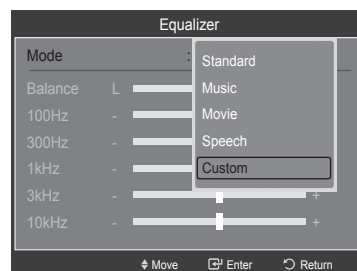 Equalizer
Mode :
Standard
Music
Movie
Speech
Custom
Balance L
100Hz -
300Hz -
1kHz -
3kHz - +
10kHz - +
Move Enter Return